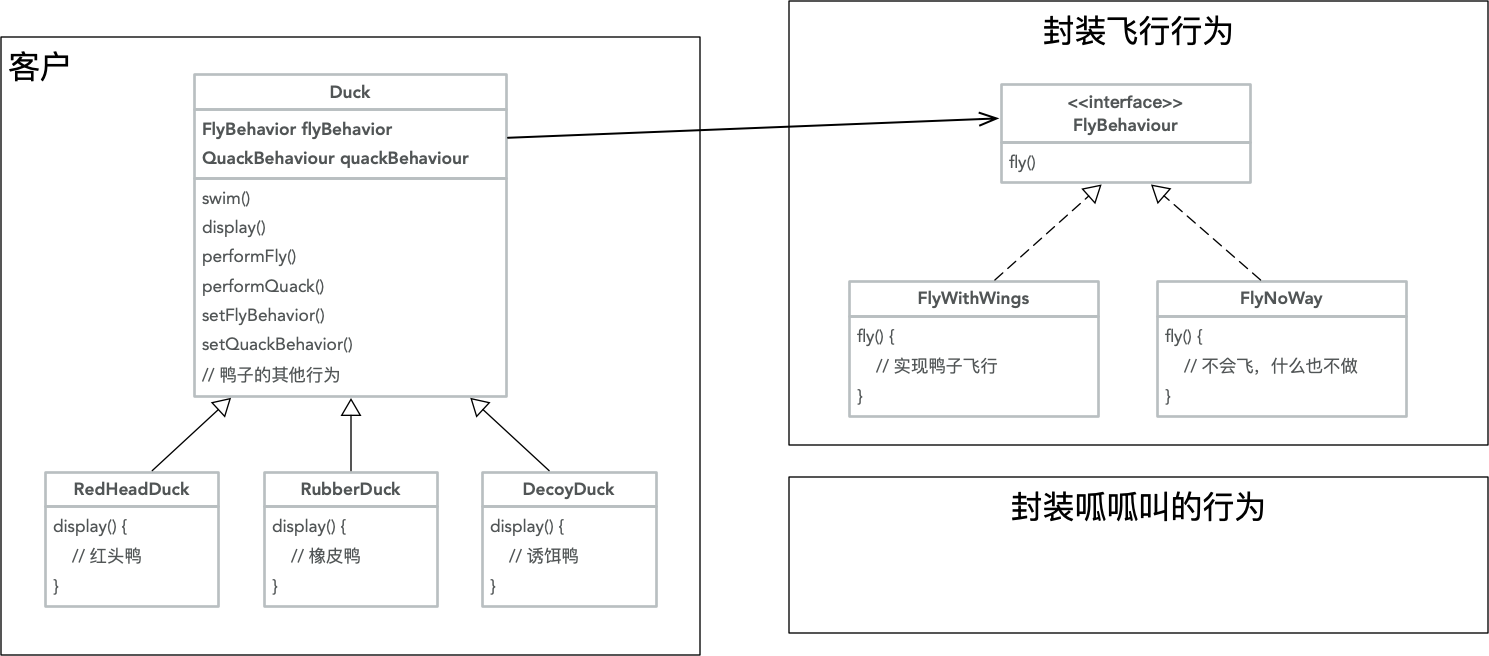 客户
Duck
FlyBehavior flyBehavior
QuackBehaviour quackBehaviour
swim()
display()
performFly()
performQuack()
setFlyBehavior()
setQuackBehavior()
// 鸭子的其他行为
RedHeadDuck
display() {
// 红头鸭
}
RubberDuck
display() {
// 橡皮鸭
}
DecoyDuck
display() {
// 诱饵鸭
}
封装飞行行为
<<interface>>
FlyBehaviour
fly()
FlyWithWings
fly() {
// 实现鸭子飞行
}
FlyNoWay
fly() {
// 不会飞，什么也不做
}
封装呱呱叫的行为